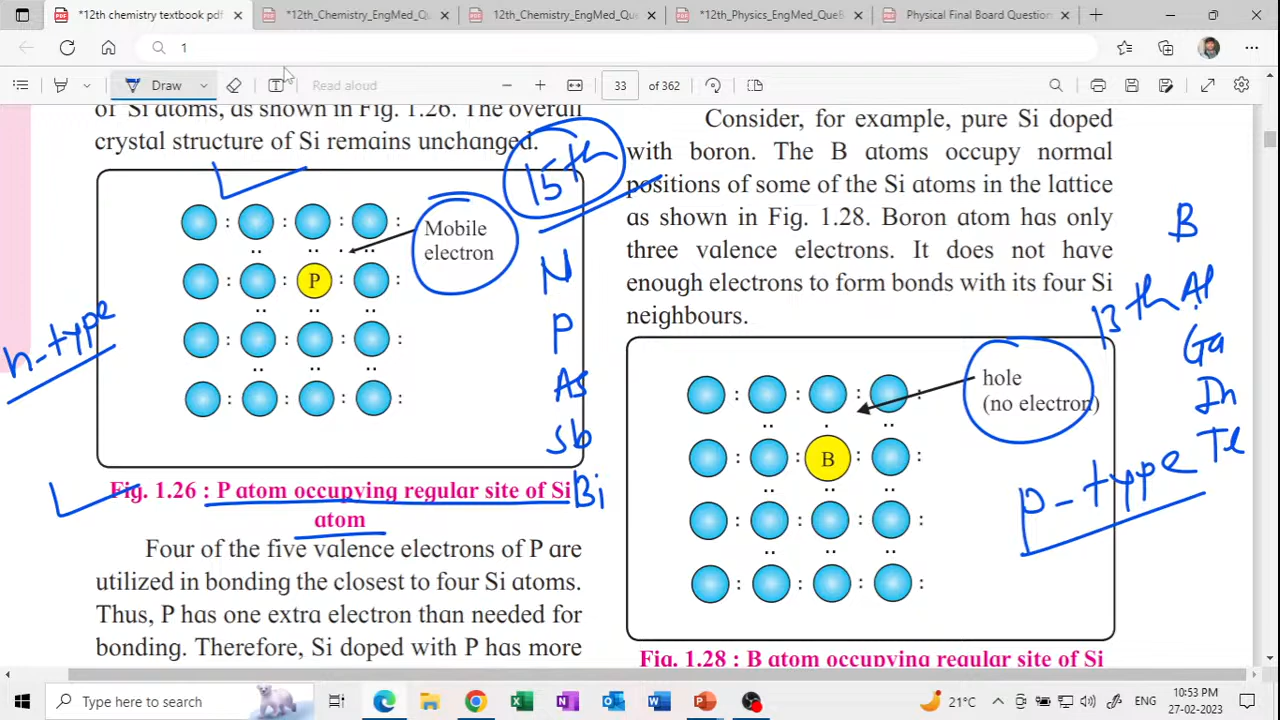 *12th chemistry textbook pdf
*12th_Chemistry_EngMed_Qu
*12th_Chemistry_EngMed_Que
*12th_Physics_EngMed_QueB
Physical Final Board Question
1
Draw
Read aloud
33
of 362
of Si atoms, as shown in Fig. 1.26. The overall
crystal structure of Si remains unchanged.
15th
Mobile
electron
P
N
P
As
Sb
Bi
n-type
Fig. 1.26 : P atom occupying regular site of Si
atom
Four of the five valence electrons of P are
utilized in bonding the closest to four Si atoms.
Thus, P has one extra electron than needed for
bonding. Therefore, Si doped with P has more
Consider, for example, pure Si doped
with boron. The B atoms occupy normal
positions of some of the Si atoms in the lattice
as shown in Fig. 1.28. Boron atom has only
three valence electrons. It does not have
enough electrons to form bonds with its four Si
neighbours.
13th
B
Al
Ga
In
Tl
hole
(no electron)
B
p-type
Fig. 1.28 : B atom occupying regular site of Si
Type here to search
21°C
ENG
10:53 PM
27-02-2023